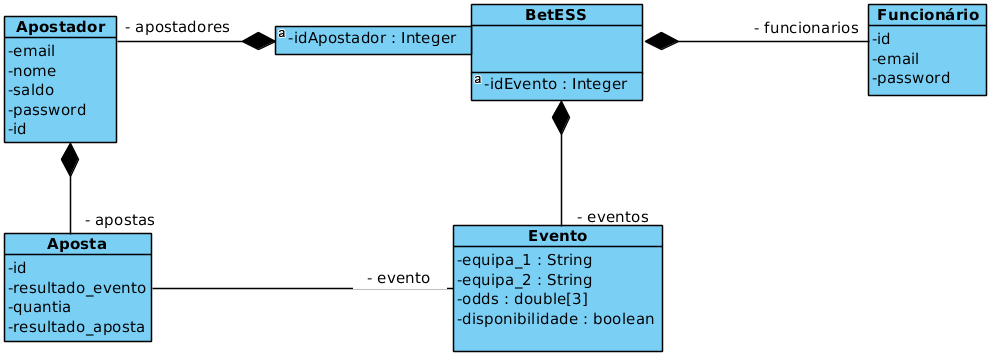 Apostador
-email
-nome
-saldo
-password
-id
- apostadores
a
-idApostador : Integer
BetESS
a
-idEvento : Integer
- funcionarios
Funcionário
-id
-email
-password
- apostas
Aposta
-id
-resultado_evento
-quantia
-resultado_aposta
- evento
- eventos
Evento
-equipa_1 : String
-equipa_2 : String
-odds : double[3]
-disponibilidade : boolean